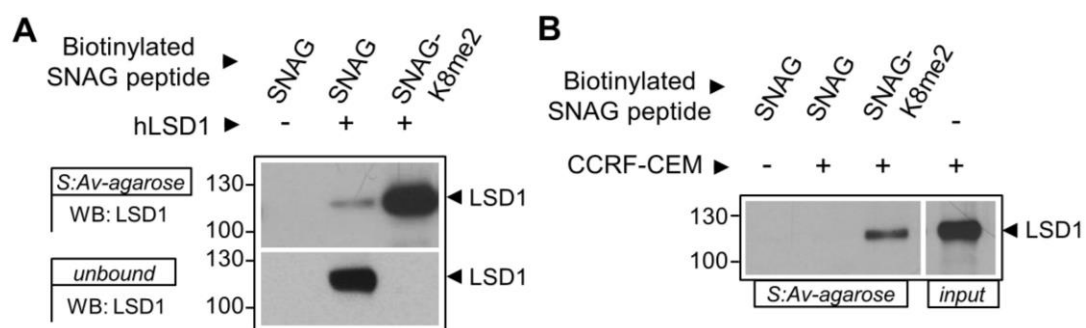 A
Biotinylated
SNAG peptide
SNAG
SNAG
SNAG-
K8me2
hLSD1
- + +
S:Av-agarose
WB: LSD1
130
100
LSD1
unbound
WB: LSD1
130
100
LSD1
B
Biotinylated
SNAG peptide
SNAG
SNAG
SNAG-
K8me2
-
CCRF-CEM
- + + +
130
100
LSD1
S:Av-agarose
input